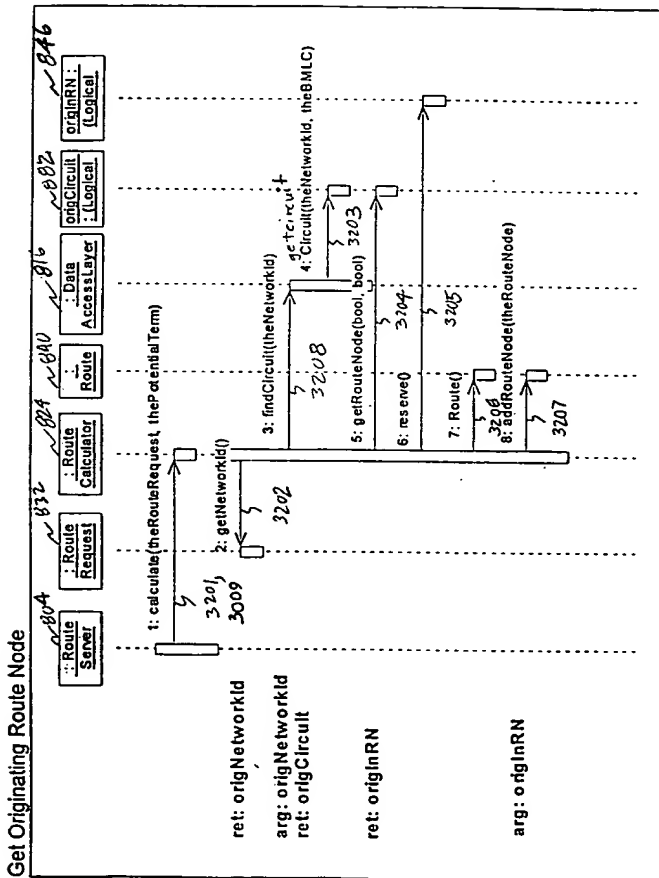 Get Originating Route Node
804
832
824
840
816
882
846
: Route
Server
: Route
Request
: Route
Calculator
:
Route
: Data
AccessLayer
origCircuit
: (Logical
origInRN :
(Logical
1: calculate(theRouteRequest, thePotentialTerm)
3201,
3009
ret: origNetworkId
2: getNetworkId()
3202
arg: origNetworkId
ret: origCircuit
3: findCircuit(theNetworkId)
3208
getcircuit
4: Circuit(theNetworkId, theBMLC)
3203
ret: origInRN
5: getRouteNode(bool, bool)
3204
6: reserve()
3205
7: Route()
3206
arg: origInRN
8: addRouteNode(theRouteNode)
3207